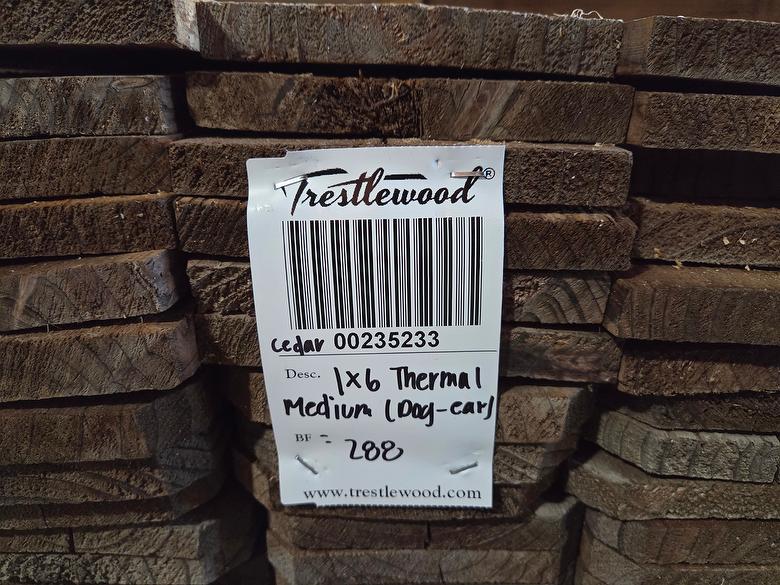 Trestlewood®
cedar 00235233
Desc. 1x6 Thermal
Medium (Dog-ear)
BF - 288
www.trestlewood.com